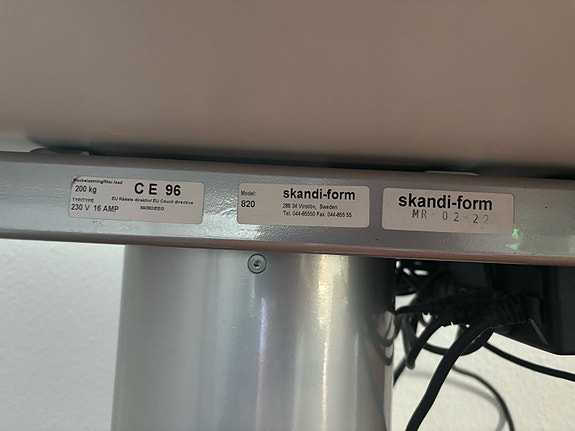 Maxbelastning/Max.load
200 kg
CE 96
TYP/TYPE
EU Rådets direktiv/ EU Council directive
230 V 16 AMP
89/392/EEG
Model:
820
skandi-form
288 34 Vinslöv, Sweden
Tel. 044-85550 Fax. 044-855 55
skandi-form
MR-02-22